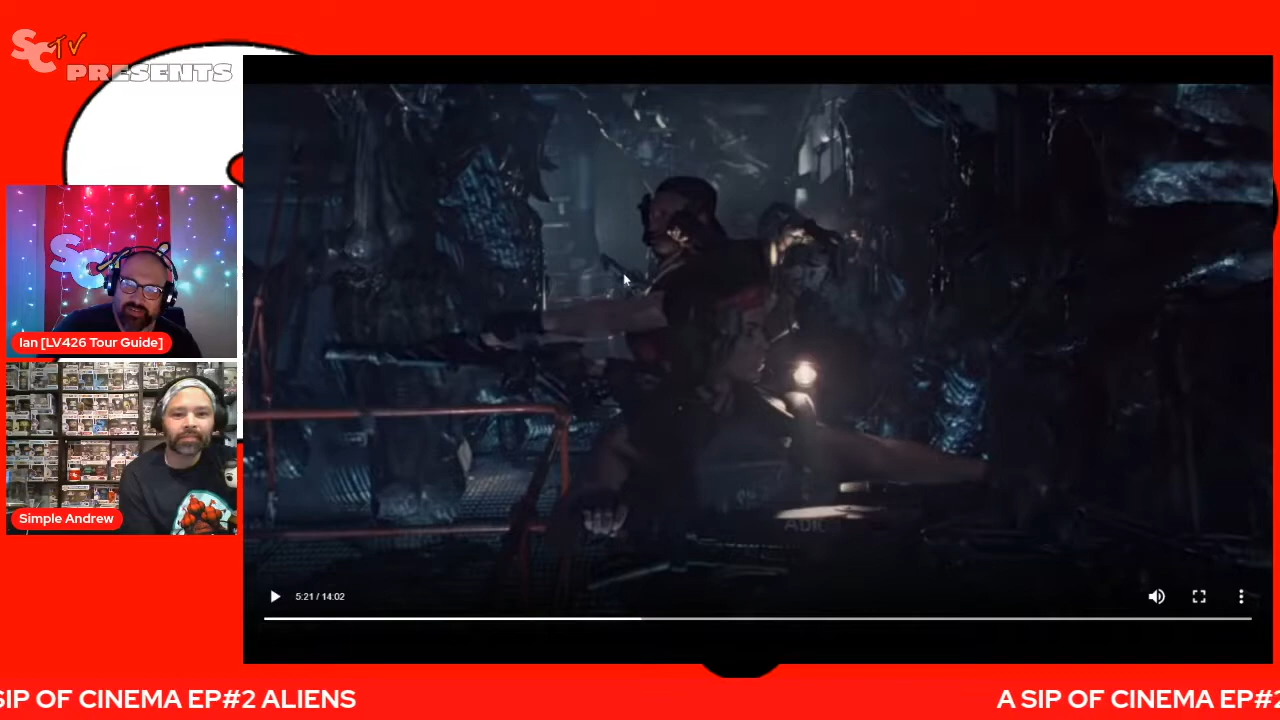 SC TV
PRESENTS
SC
Ian [LV426 Tour Guide]
Simple Andrew
5:21 / 14:02
SIP OF CINEMA EP#2 ALIENS
A SIP OF CINEMA EP#2